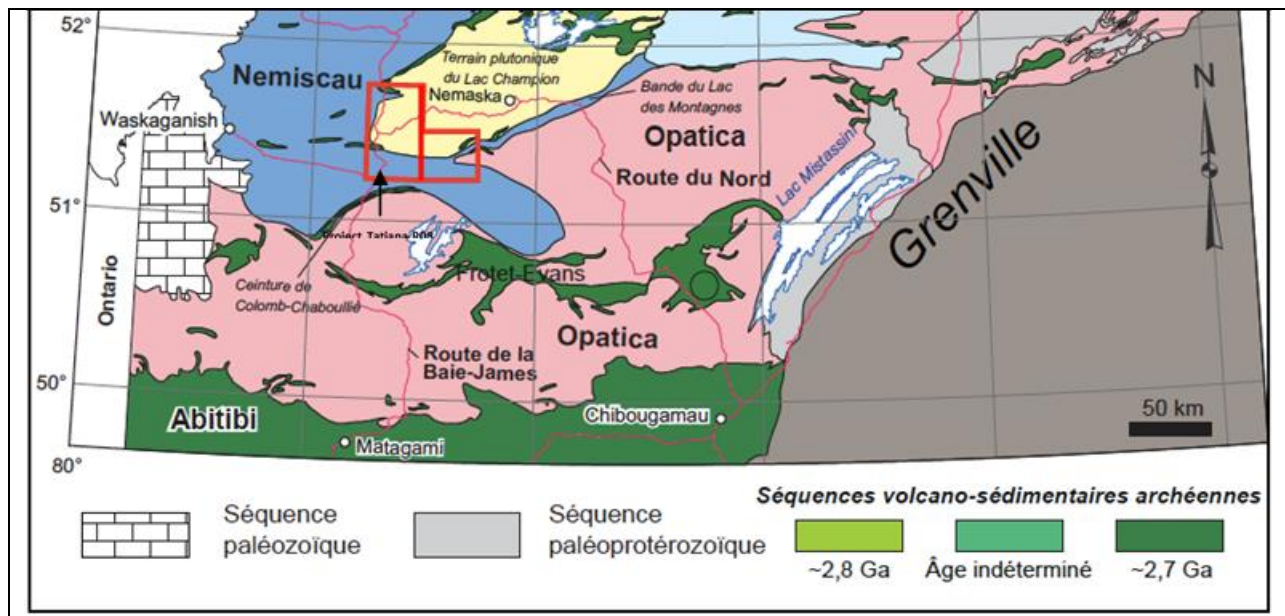 52°
Nemiscau
Terrain plutonique
du Lac Champion
Nemaska
Bande du Lac
des Montagnes
N
Waskaganish
Opatica
Route du Nord
Lac Mistassini
Grenville
51°
Project Tatiana
Ontario
Ceinture de
Colomb-Chaboullié
Frotet-Evans
Opatica
Route de la
Baie-James
50°
Abitibi
Chibougamau
50 km
Matagami
80°
Séquence
paléozoïque
Séquence
paléoprotérozoïque
Séquences volcano-sédimentaires archéennes
~2,8 Ga
Âge indéterminé
~2,7 Ga